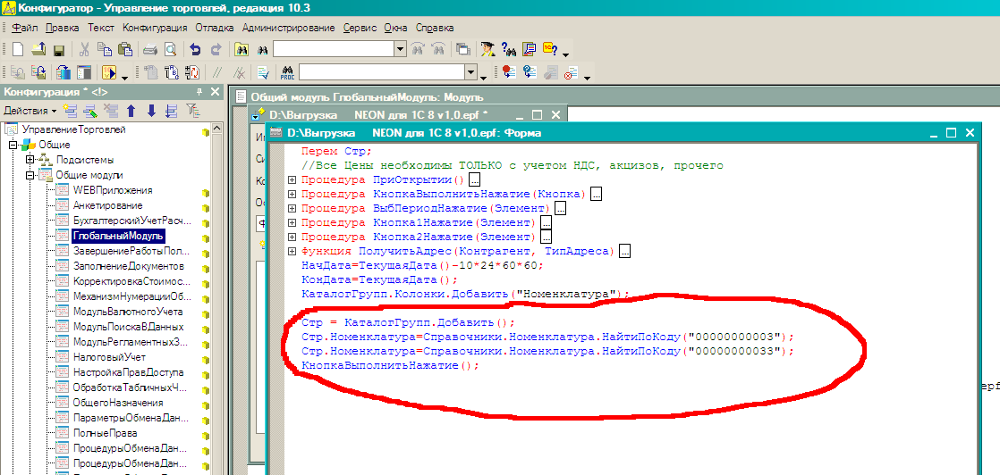 Конфигуратор - Управление торговлей, редакция 10.3
Файл Правка Текст Конфигурация Отладка Администрирование Сервис Окна Справка
PROC
Конфигурация * <!>
Действия
УправлениеТорговлей
Общие
Подсистемы
Общие модули
WEBПриложения
Анкетирование
БухгалтерскийУчетРасч...
ГлобальныйМодуль
ЗавершениеРаботыПол...
ЗаполнениеДокументов
КорректировкаСтоимос...
МеханизмНумерацииОб...
МодульВалютногоУчета
МодульПоискаВДанных
МодульРегламентныхЗ...
НалоговыйУчет
НастройкаПравДоступа
ОбработкаТабличныхЧ...
ОбщегоНазначения
ПараметрыОбменаДан...
ПолныеПрава
ПроцедурыОбменаДан...
ПроцедурыОбменаДан...
Общий модуль ГлобальныйМодуль: Модуль
D:\Выгрузка NEON для 1С 8 v1,0.epf *
D:\Выгрузка NEON для 1С 8 v1,0.epf: Форма
Перем Стр;
//Все Цены необходимы ТОЛЬКО с учетом НДС, акцизов, прочего
Процедура ПриОткрытии() ...
Процедура КнопкаВыполнитьНажатие(Кнопка) ...
Процедура ВыбПериодНажатие(Элемент) ...
Процедура Кнопка1Нажатие(Элемент) ...
Процедура Кнопка2Нажатие(Элемент) ...
Функция ПолучитьАдрес(Контрагент, ТипАдреса) ...
НачДата=ТекущаяДата()-10*24*60*60;
КонДата=ТекущаяДата();
КаталогГрупп.Колонки.Добавить("Номенклатура");
Стр = КаталогГрупп.Добавить();
Стр.Номенклатура=Справочники.Номенклатура.НайтиПоКоду("00000000003");
Стр.Номенклатура=Справочники.Номенклатура.НайтиПоКоду("00000000033");
КнопкаВыполнитьНажатие();
epf